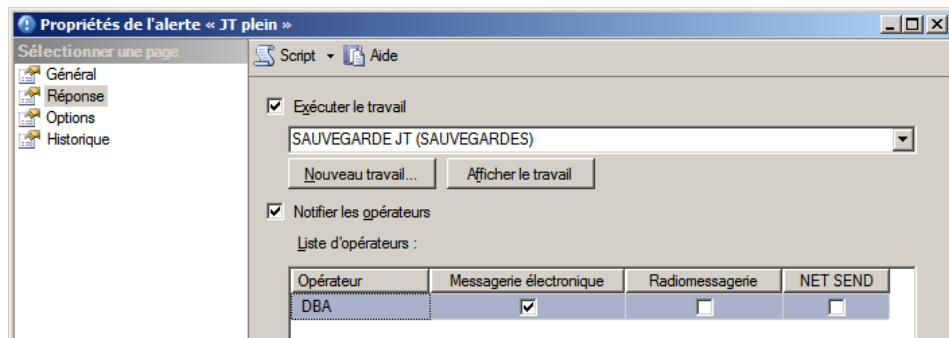 Propriétés de l'alerte « JT plein »
Sélectionner une page
Script Aide
Général
Réponse
Options
Historique
Exécuter le travail
SAUVEGARDE JT (SAUVEGARDES)
Nouveau travail... Afficher le travail
Notifier les opérateurs
Liste d'opérateurs :
Opérateur Messagerie électronique Radiomessagerie NET SEND
DBA